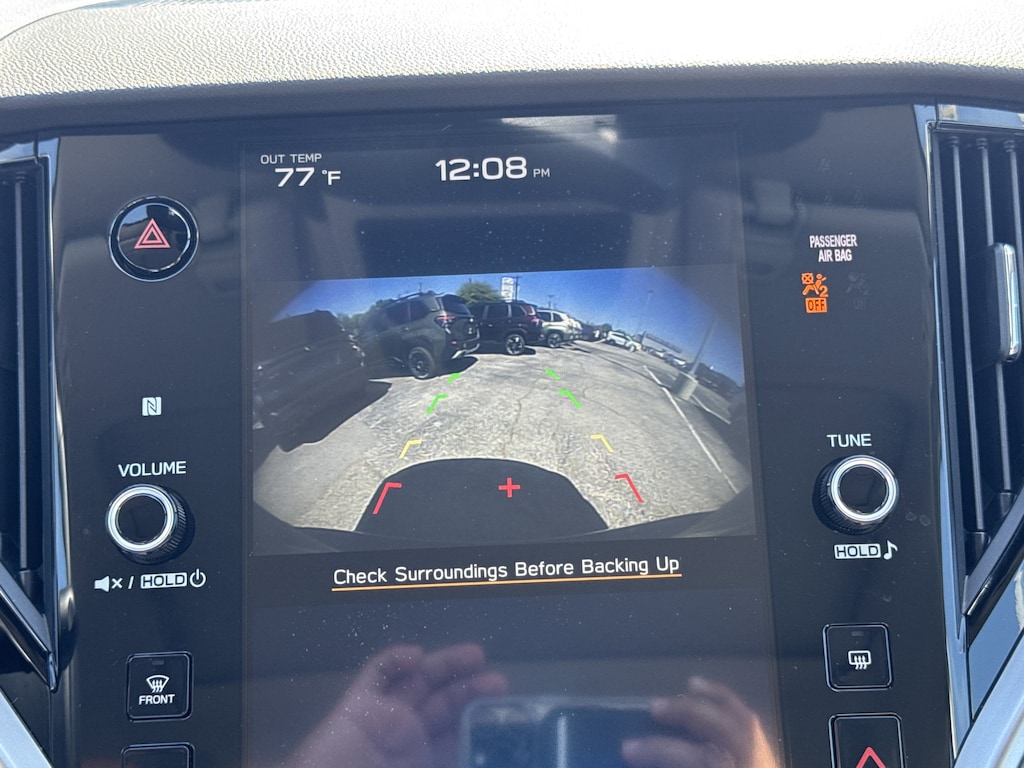 OUT TEMP
77 °F
12:08 PM
PASSENGER
AIR BAG
2
OFF
N
VOLUME
TUNE
/ HOLD
HOLD
Check Surroundings Before Backing Up
FRONT